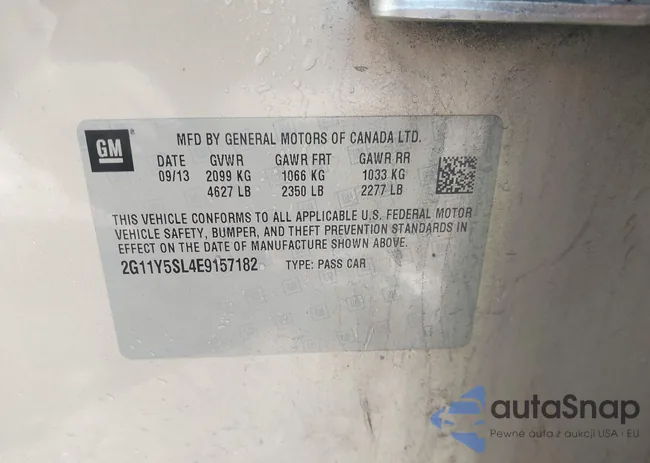 GM
MFD BY GENERAL MOTORS OF CANADA LTD.
DATE GVWR GAWR FRT GAWR RR
09/13 2099 KG 1066 KG 1033 KG
4627 LB 2350 LB 2277 LB
THIS VEHICLE CONFORMS TO ALL APPLICABLE U.S. FEDERAL MOTOR
VEHICLE SAFETY, BUMPER, AND THEFT PREVENTION STANDARDS IN
EFFECT ON THE DATE OF MANUFACTURE SHOWN ABOVE.
2G11Y5SL4E9157182 TYPE: PASS CAR
autaSnap
Pewne auta z aukcji USA i EU